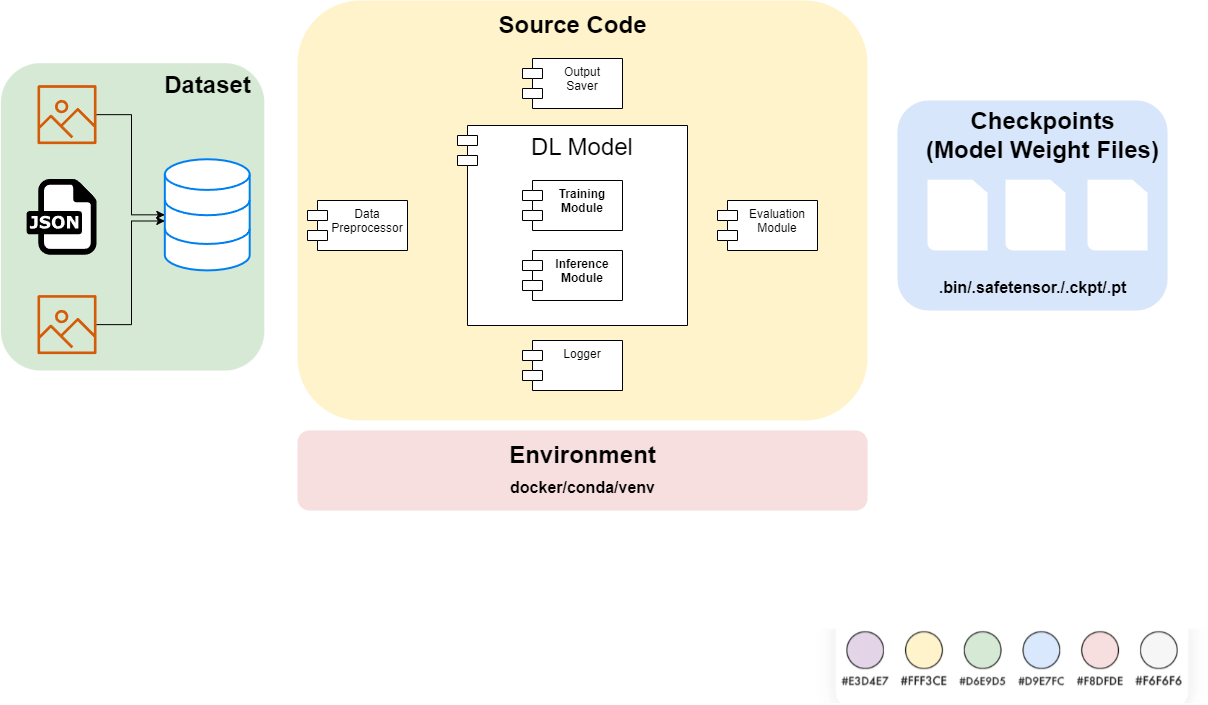 Source Code
Dataset
Output
Saver
Checkpoints
(Model Weight Files)
DL Model
Training
Module
JSON
Data
Preprocessor
Evaluation
Module
Inference
Module
.bin/.safetensor./.ckpt/.pt
Logger
Environment
docker/conda/venv
#E3D4E7 #FFF3CE #D6E9D5 #D9E7FC #F8DFDE #F6F6F6